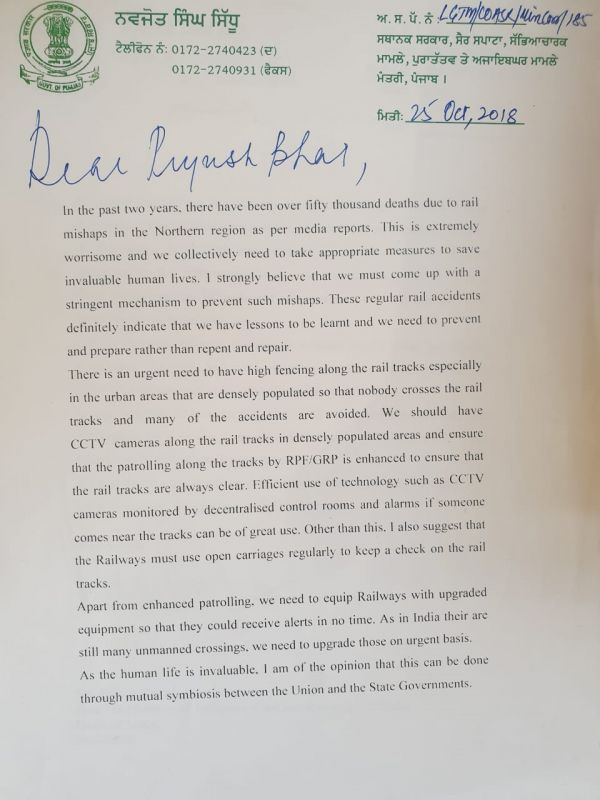 ਨਵਜੋਤ ਸਿੰਘ ਸਿੱਧੂ
ਟੈਲੀਫੋਨ ਨੰ: 0172-2740423 (ਦ)
0172-2740931 (ਫੈਕਸ)
GOVT. OF PUNJAB
ਅ. ਸ. ਪੱ. ਨੰ.
ਸਥਾਨਕ ਸਰਕਾਰ, ਸੈਰ ਸਪਾਟਾ, ਸੱਭਿਆਚਾਰਕ
ਮਾਮਲੇ, ਪੁਰਾਤੱਤਵ ਤੇ ਅਜਾਇਬਘਰ ਮਾਮਲੇ
ਮੰਤਰੀ, ਪੰਜਾਬ ।
ਮਿਤੀ: 25 Oct, 2018
Dear Piyush Bhai,
In the past two years, there have been over fifty thousand deaths due to rail
mishaps in the Northern region as per media reports. This is extremely
worrisome and we collectively need to take appropriate measures to save
invaluable human lives. I strongly believe that we must come up with a
stringent mechanism to prevent such mishaps. These regular rail accidents
definitely indicate that we have lessons to be learnt and we need to prevent
and prepare rather than repent and repair.
There is an urgent need to have high fencing along the rail tracks especially
in the urban areas that are densely populated so that nobody crosses the rail
tracks and many of the accidents are avoided. We should have
CCTV cameras along the rail tracks in densely populated areas and ensure
that the patrolling along the tracks by RPF/GRP is enhanced to ensure that
the rail tracks are always clear. Efficient use of technology such as CCTV
cameras monitored by decentralised control rooms and alarms if someone
comes near the tracks can be of great use. Other than this, I also suggest that
the Railways must use open carriages regularly to keep a check on the rail
tracks.
Apart from enhanced patrolling, we need to equip Railways with upgraded
equipment so that they could receive alerts in no time. As in India their are
still many unmanned crossings, we need to upgrade those on urgent basis.
As the human life is invaluable, I am of the opinion that this can be done
through mutual symbiosis between the Union and the State Governments.